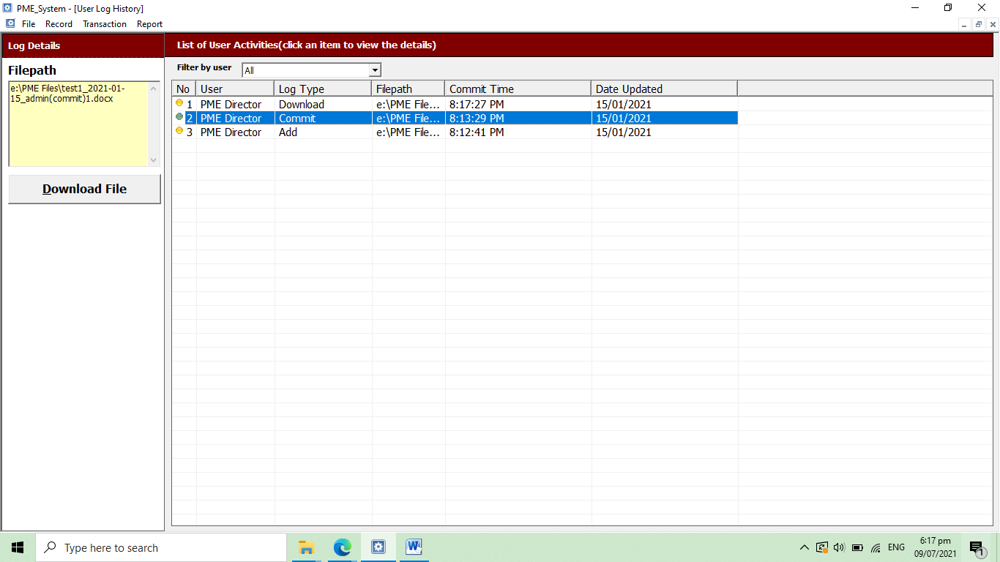 PME_System - [User Log History]
File Record Transaction Report
Log Details
Filepath
e:\PME Files\test1_2021-01-
15_admin(commit)1.docx
Download File
List of User Activities(click an item to view the details)
Filter by user All
No User Log Type Filepath Commit Time Date Updated
1 PME Director Download e:\PME File... 8:17:27 PM 15/01/2021
2 PME Director Commit e:\PME File... 8:13:29 PM 15/01/2021
3 PME Director Add e:\PME File... 8:12:41 PM 15/01/2021
Type here to search
ENG
6:17 pm
09/07/2021
1